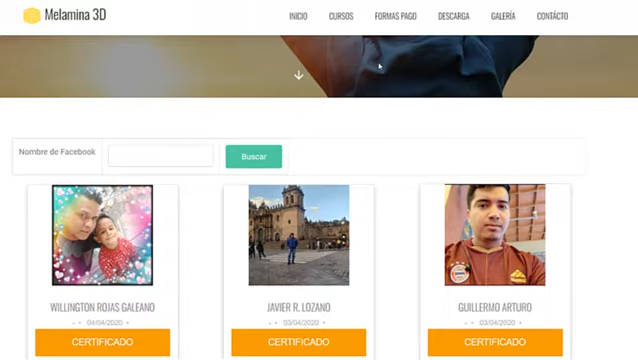 Melamina 3D
INICIO CURSOS FORMAS PAGO DESCARGA GALERÍA CONTÁCTO
Nombre de Facebook
Buscar
WILLINGTON ROJAS GALEANO
JAVIER R. LOZANO
GUILLERMO ARTURO
04/04/2020
03/04/2020
03/04/2020
CERTIFICADO
CERTIFICADO
CERTIFICADO